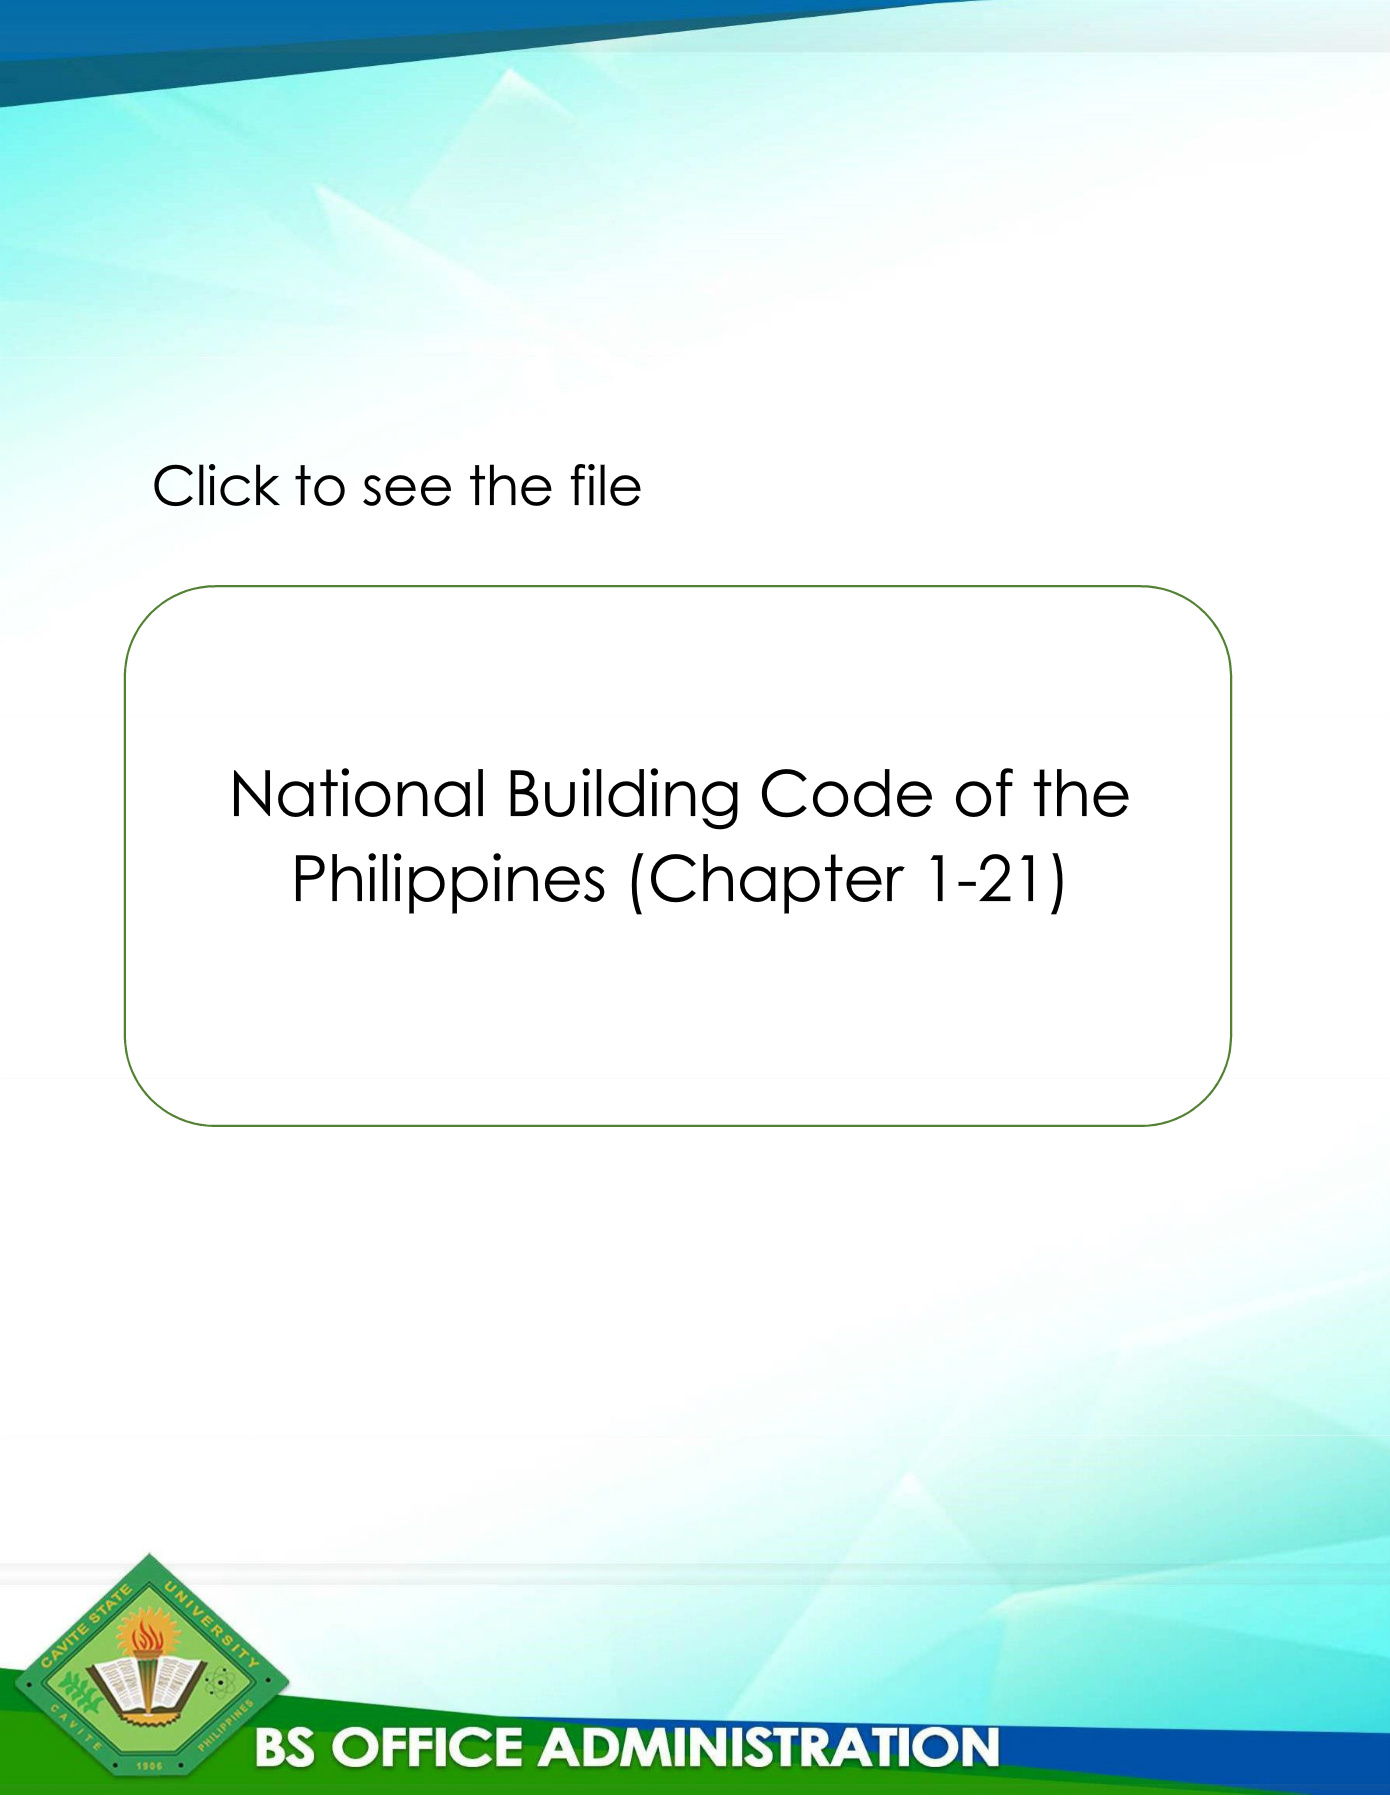 Click to see the file
National Building Code of the
Philippines (Chapter 1-21)
CAVITE STATE UNIVERSITY
CAVITE PHILIPPINES
1906
BS OFFICE ADMINISTRATION